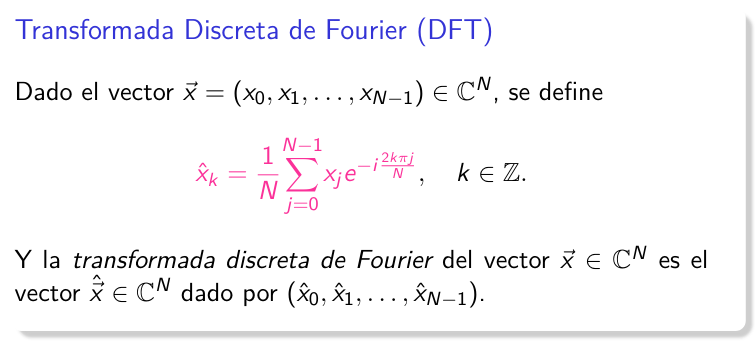 Transformada Discreta de Fourier (DFT)
Dado el vector $\vec{x} = (x_0, x_1, \ldots, x_{N-1}) \in \mathbb{C}^N$, se define
$\hat{x}_k = \frac{1}{N} \sum_{j=0}^{N-1} x_j e^{-i\frac{2k\pi j}{N}}, \quad k \in \mathbb{Z}.$
Y la transformada discreta de Fourier del vector $\vec{x} \in \mathbb{C}^N$ es el
vector $\hat{\vec{x}} \in \mathbb{C}^N$ dado por $(\hat{x}_0, \hat{x}_1, \ldots, \hat{x}_{N-1})$.